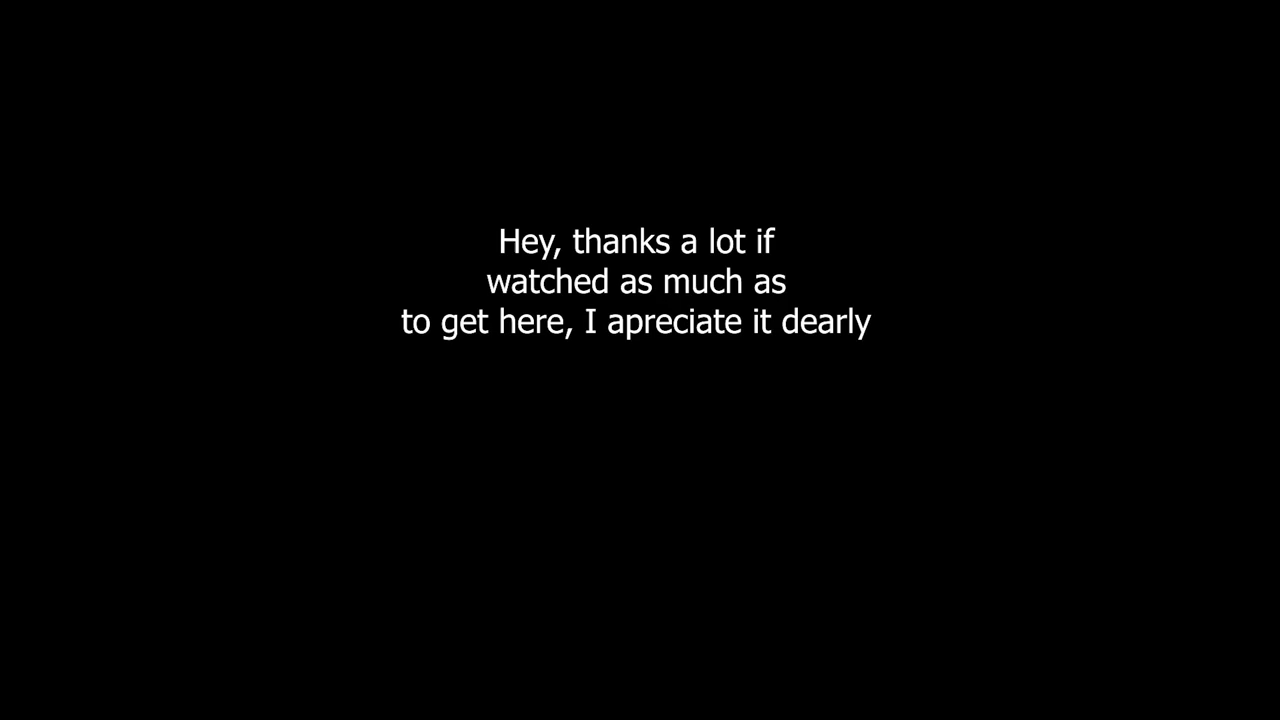 Hey, thanks a lot if
watched as much as
to get here, I apreciate it dearly